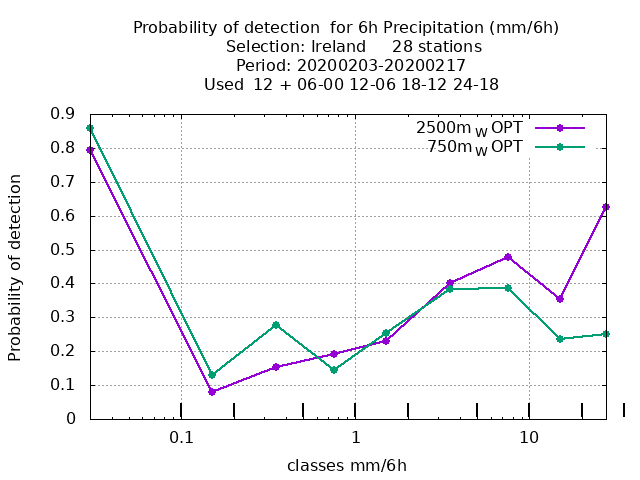 Probability of detection  for 6h Precipitation (mm/6h)
Selection: Ireland     28 stations
Period: 20200203-20200217
Used  12 + 06-00 12-06 18-12 24-18
2500m W OPT
750m W OPT
Probability of detection
0.9
0.8
0.7
0.6
0.5
0.4
0.3
0.2
0.1
0
0.1 1 10
classes mm/6h